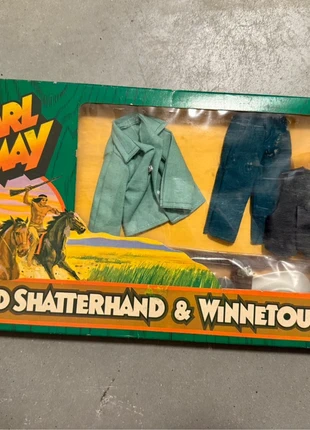 ARL
MAY
D SHATTERHAND & WINNETOU